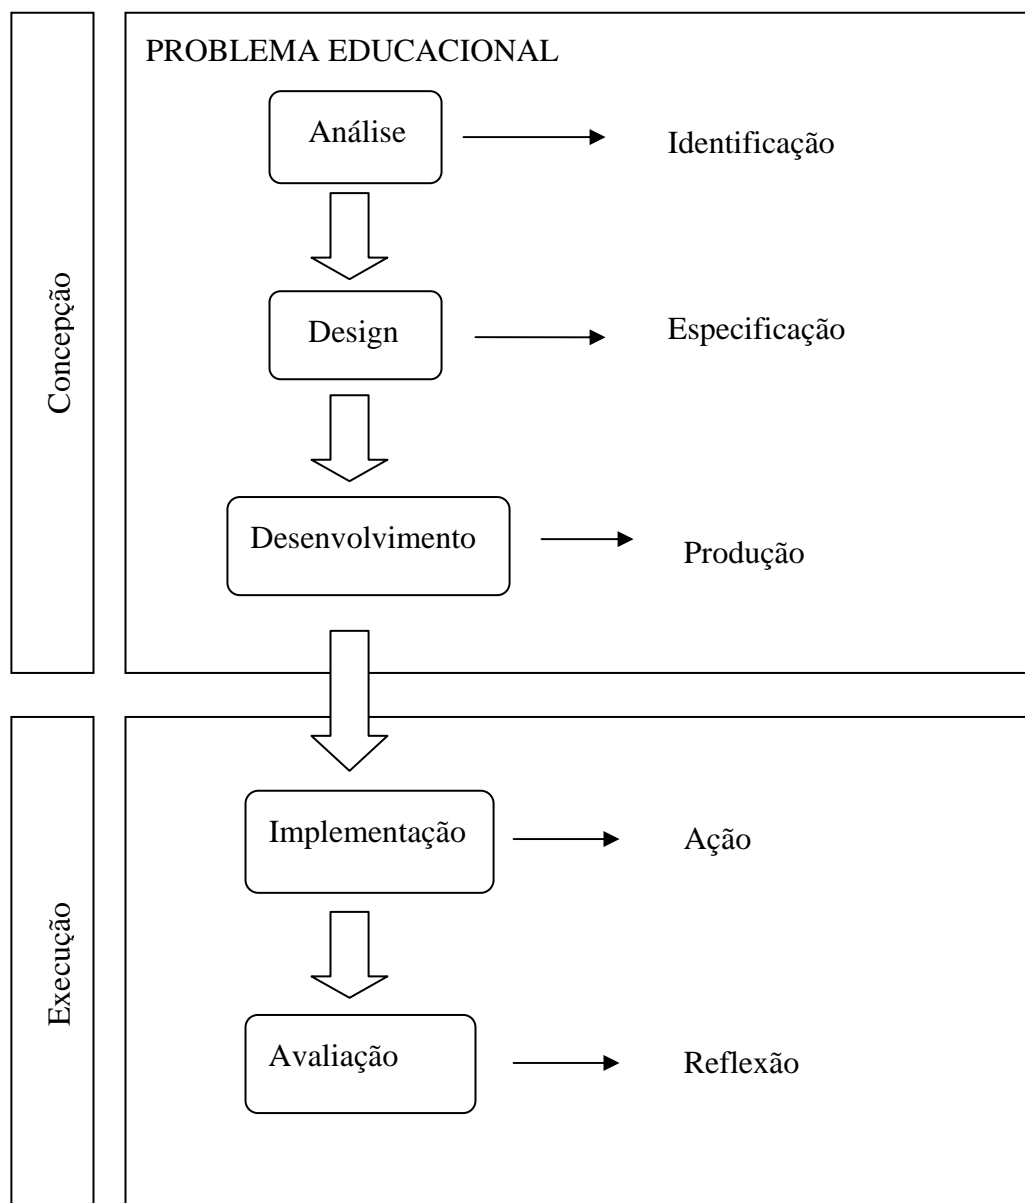 Concepção
PROBLEMA EDUCACIONAL
Análise
Identificação
Design
Especificação
Desenvolvimento
Produção
Execução
Implementação
Ação
Avaliação
Reflexão